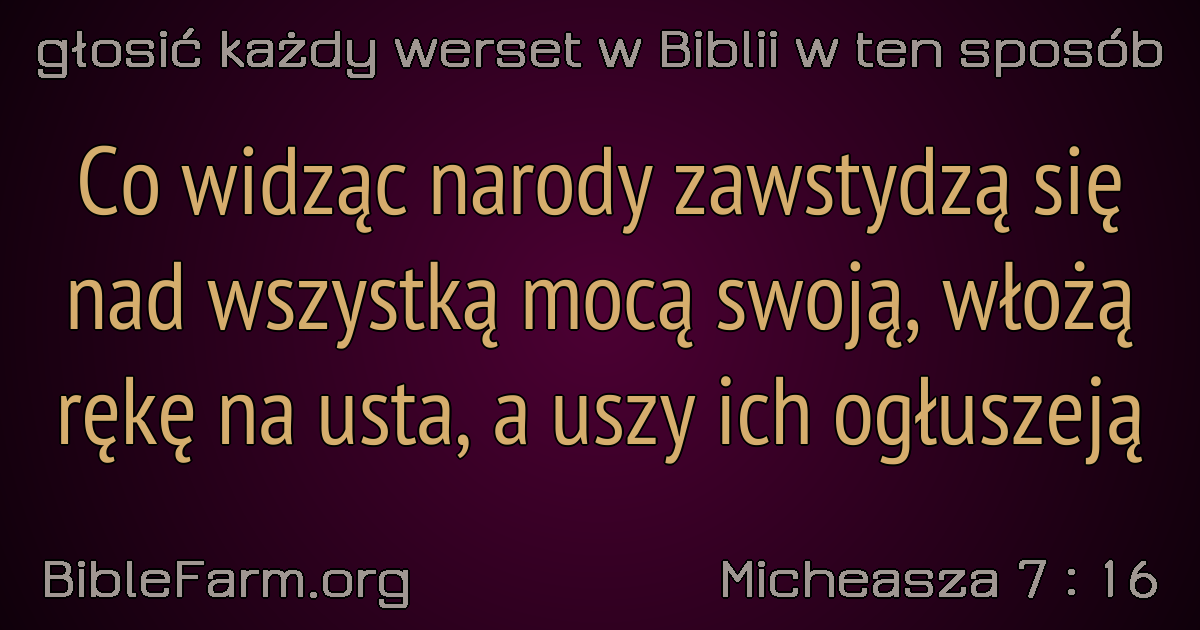 głosić każdy werset w Biblii w ten sposób
Co widząc narody zawstydzą się
nad wszystką mocą swoją, włożą
rękę na usta, a uszy ich ogłuszeją
BibleFarm.org
Micheasza 7 : 16